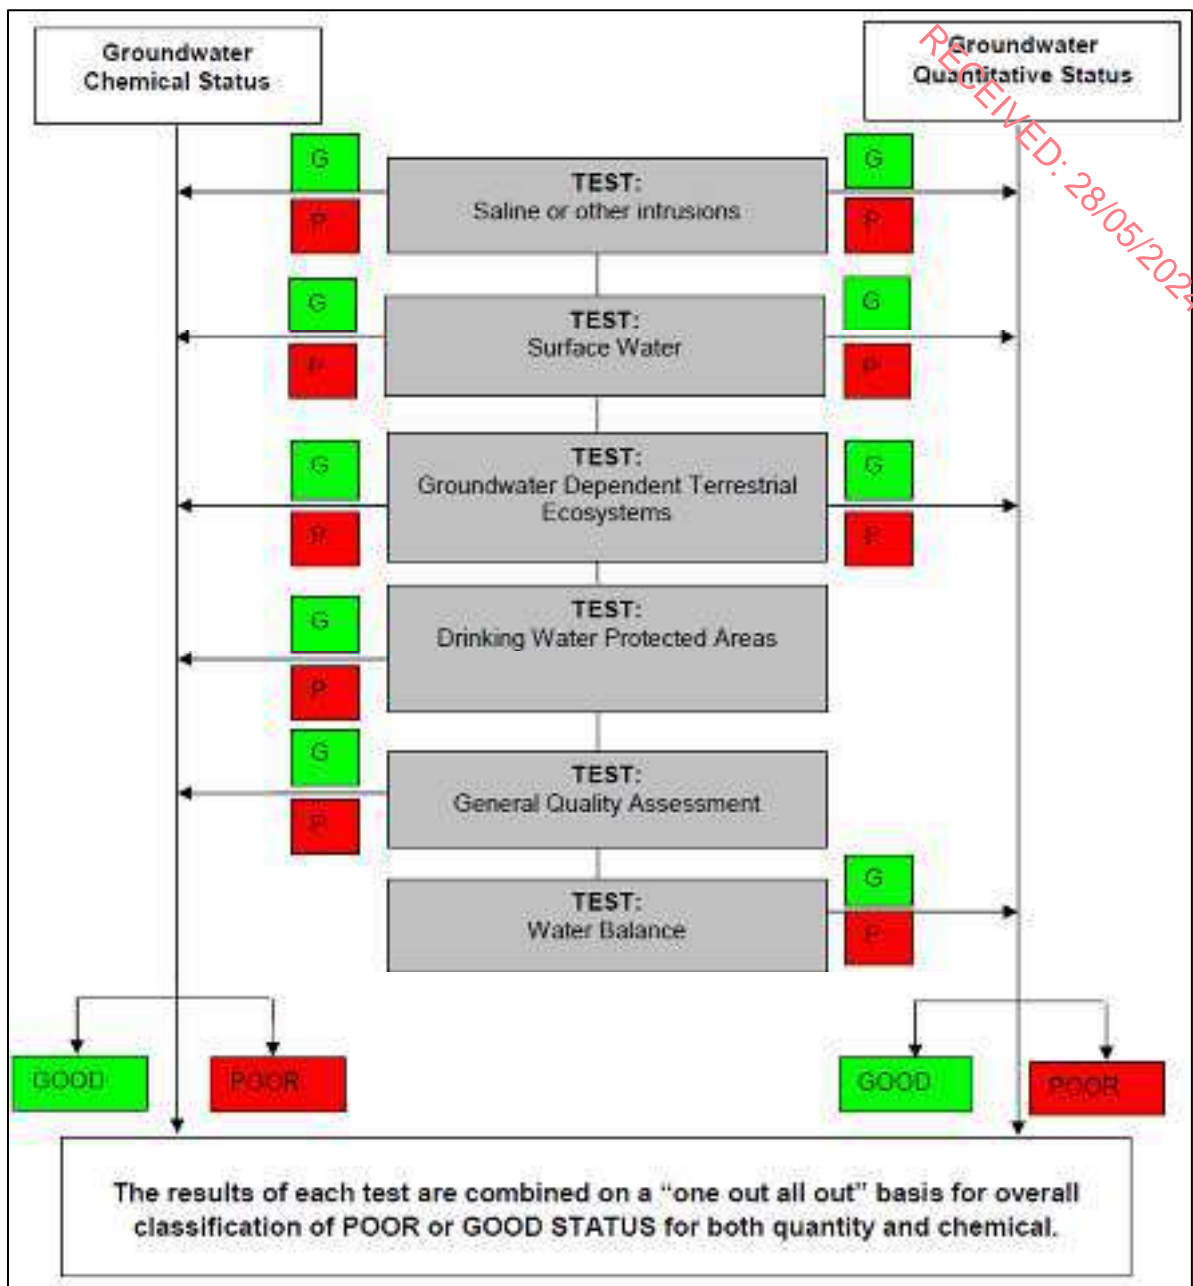 Groundwater
Chemical Status
Groundwater
Quantitative Status
RECEIVED: 28/05/2024
G
P
TEST:
Saline or other intrusions
G
P
G
P
TEST:
Surface Water
G
P
G
P
TEST:
Groundwater Dependent Terrestrial
Ecosystems
G
P
G
P
TEST:
Drinking Water Protected Areas
G
P
TEST:
General Quality Assessment
TEST:
Water Balance
G
P
GOOD
POOR
GOOD
POOR
The results of each test are combined on a “one out all out” basis for overall
classification of POOR or GOOD STATUS for both quantity and chemical.